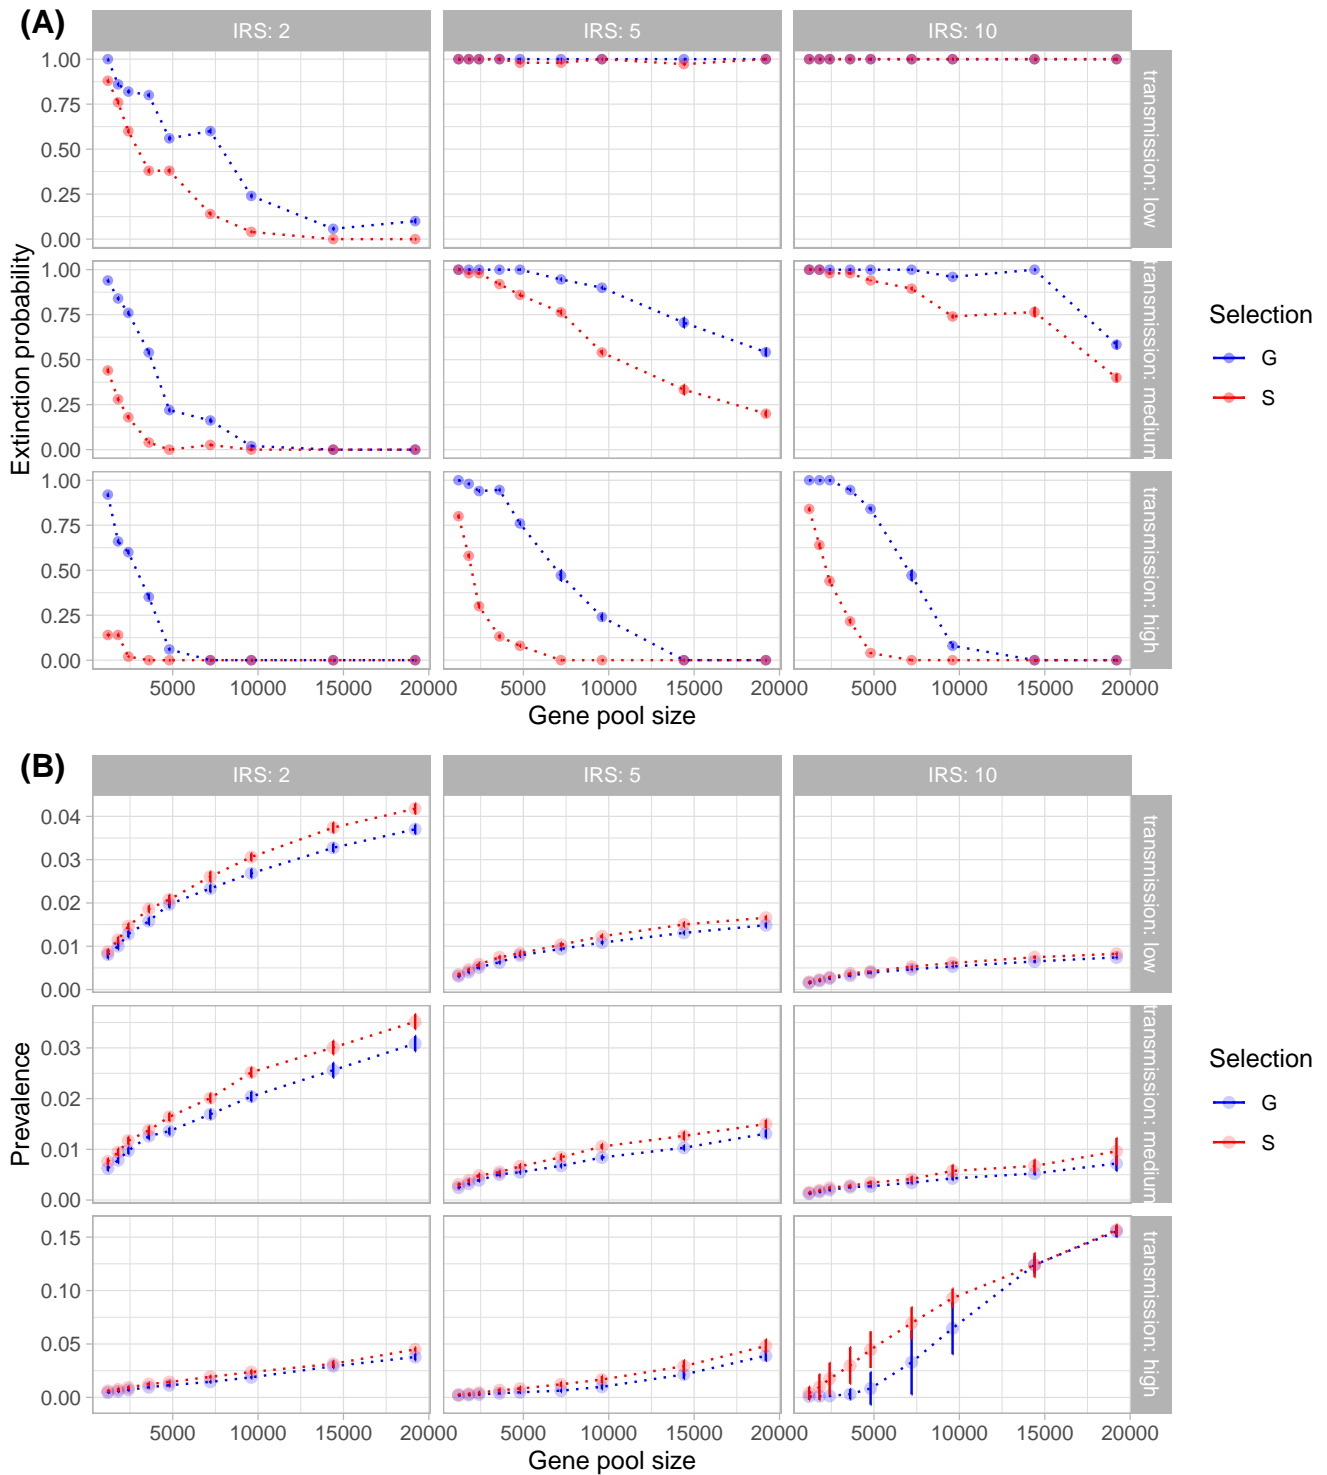 (A)
IRS: 2
IRS: 5
IRS: 10
1.00
0.75
0.50
0.25
0.00
transmission: low
1.00
0.75
0.50
0.25
0.00
transmission: medium
1.00
0.75
0.50
0.25
0.00
transmission: high
Extinction probability
5000
10000
15000
20000
5000
10000
15000
20000
5000
10000
15000
20000
Gene pool size
Selection
G
S
(B)
IRS: 2
IRS: 5
IRS: 10
0.04
0.03
0.02
0.01
0.00
transmission: low
0.03
0.02
0.01
0.00
transmission: medium
0.15
0.10
0.05
0.00
transmission: high
Prevalence
5000
10000
15000
20000
5000
10000
15000
20000
5000
10000
15000
20000
Gene pool size
Selection
G
S